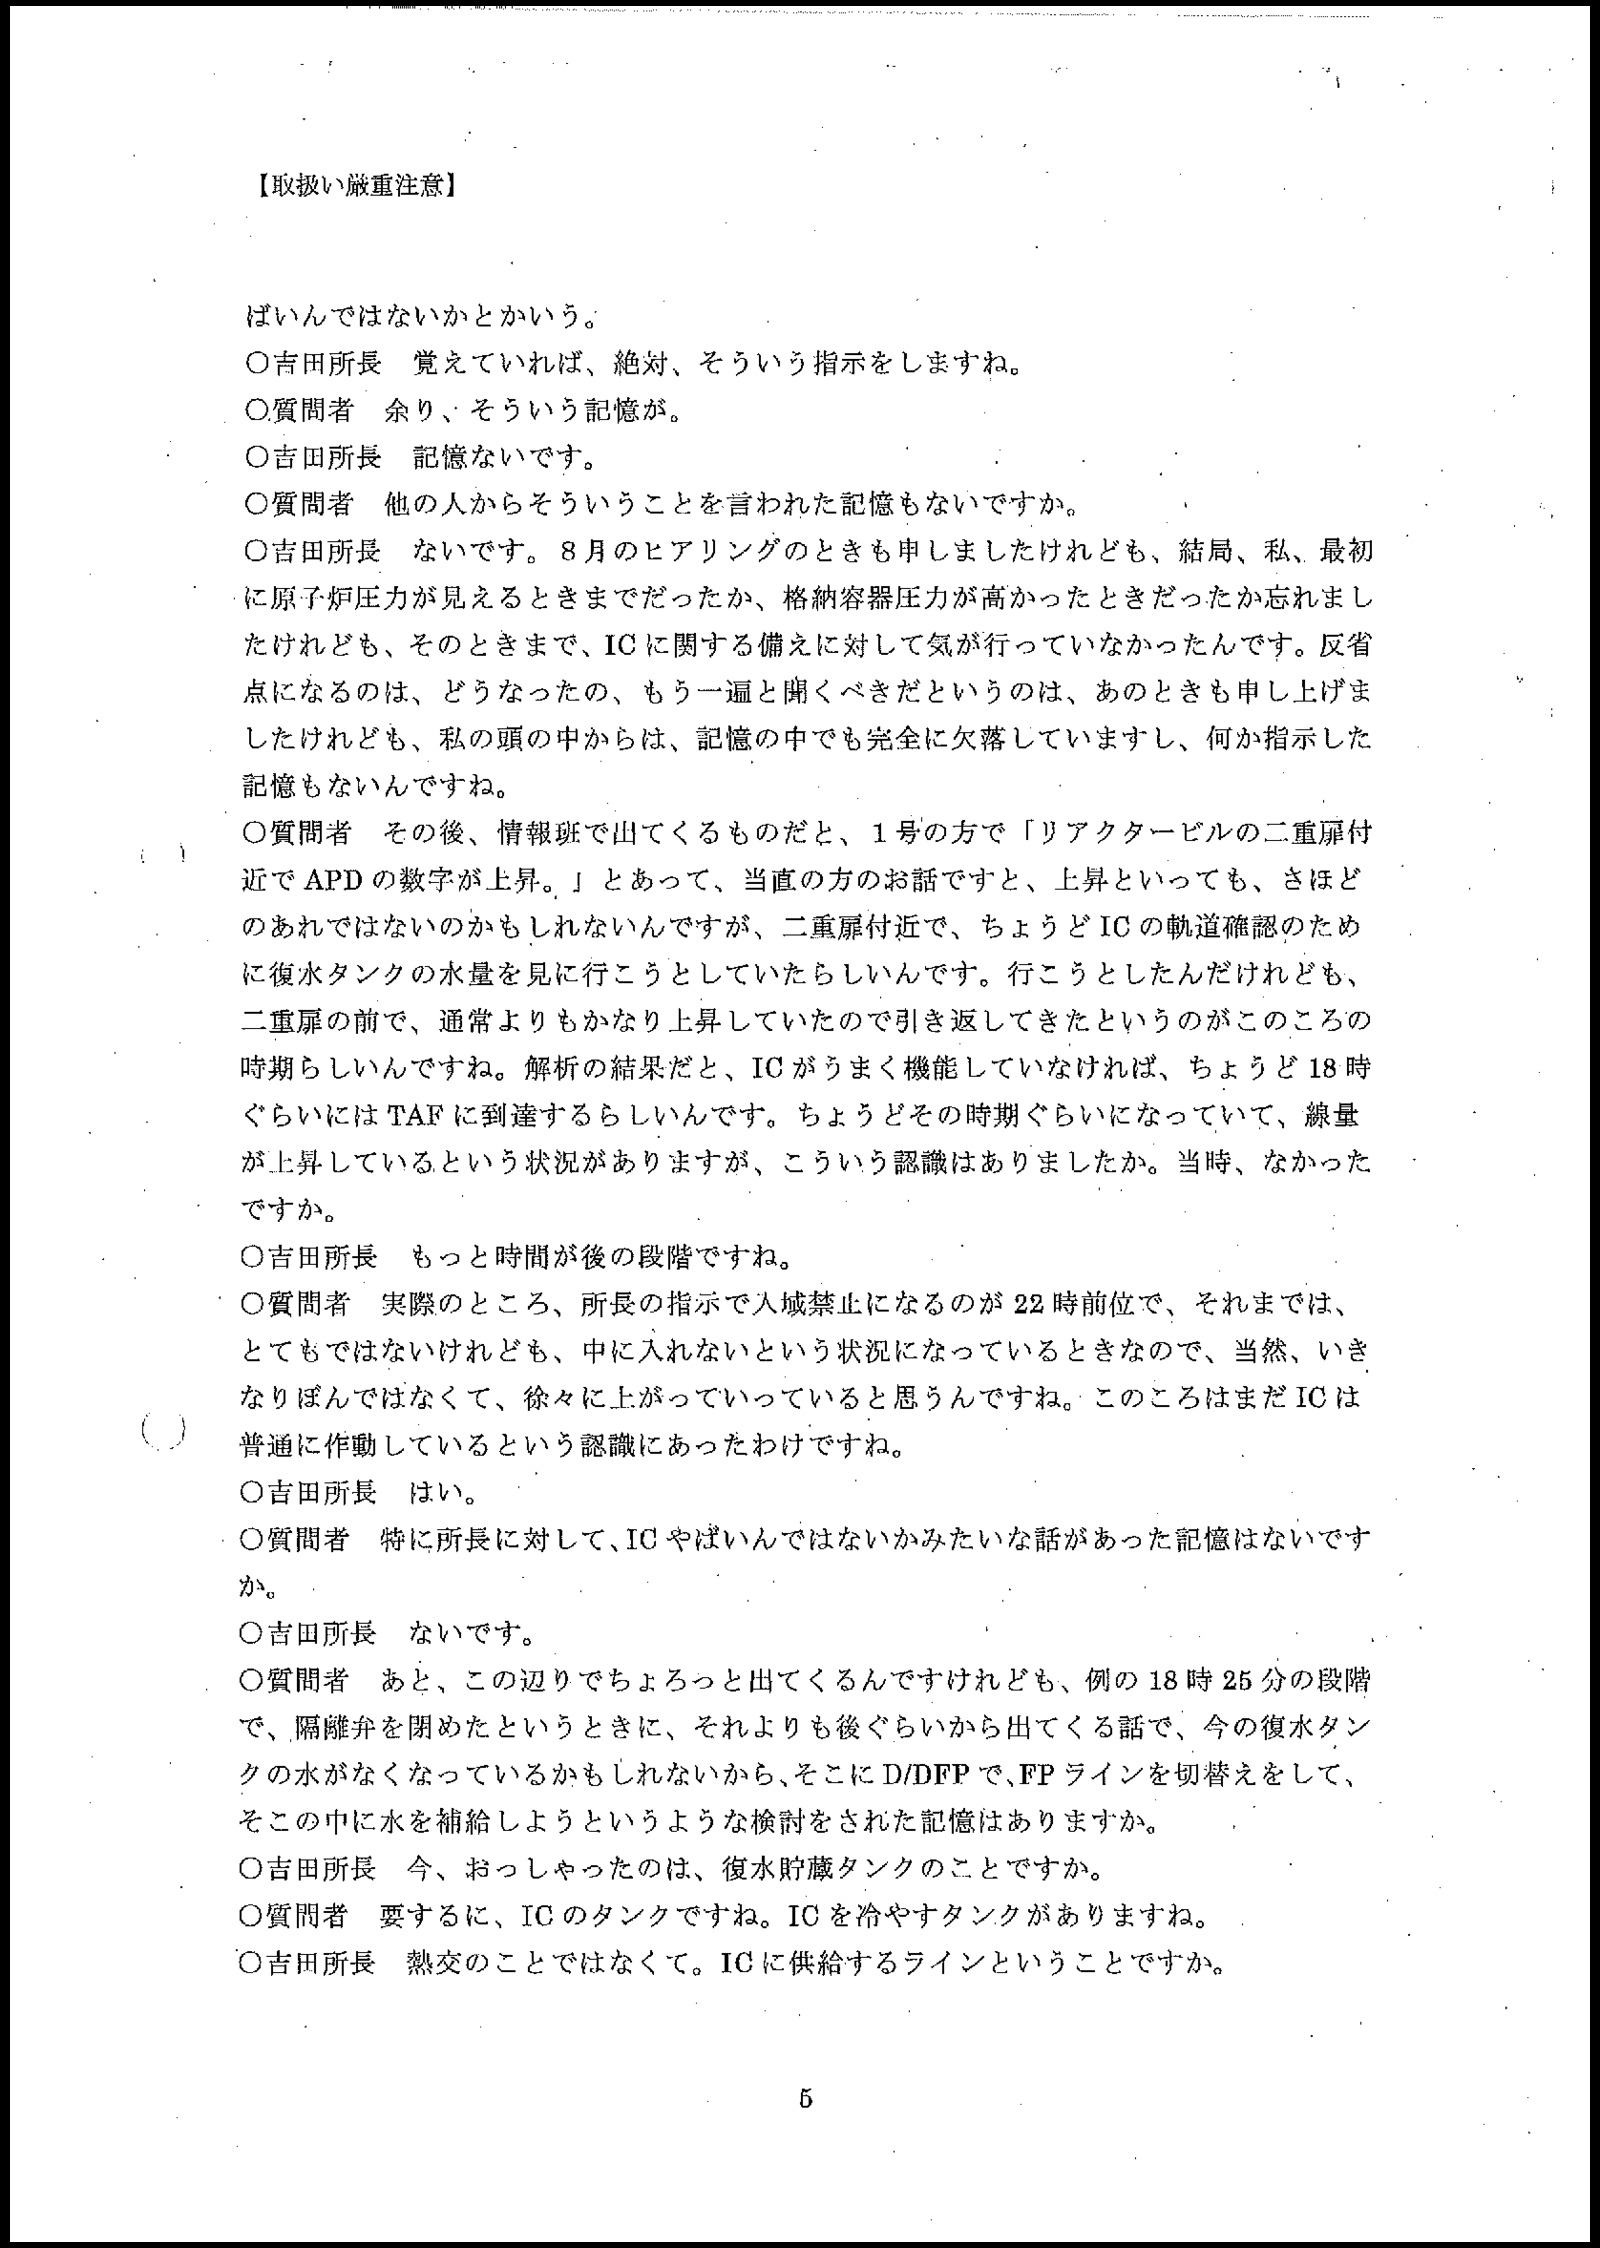 【取扱い厳重注意】
ばいんではないかとかいう。
○吉田所長　覚えていれば、絶対、そういう指示をしますね。
○質問者　余り、そういう記憶が。
○吉田所長　記憶ないです。
○質問者　他の人からそういうことを言われた記憶もないですか。
○吉田所長　ないです。８月のヒアリングのときも申しましたけれども、結局、私、最初
に原子炉圧力が見えるときまでだったか、格納容器圧力が高かったときだったか忘れまし
たけれども、そのときまで、IC に関する備えに対して気が行っていなかったんです。反省
点になるのは、どうなったの、もう一遍と聞くべきだというのは、あのときも申し上げま
したけれども、私の頭の中からは、記憶の中でも完全に欠落していますし、何か指示した
記憶もないんですね。
○質問者　その後、情報班で出てくるものだと、１号の方で「リアクタービルの二重扉付
近で APD の数字が上昇。」とあって、当直の方のお話ですと、上昇といっても、さほど
のあれではないのかもしれないんですが、二重扉付近で、ちょうど IC の軌道確認のため
に復水タンクの水量を見に行こうとしていたらしいんです。行こうとしたんだけれども、
二重扉の前で、通常よりもかなり上昇していたので引き返してきたというのがこのころの
時期らしいんですね。解析の結果だと、IC がうまく機能していなければ、ちょうど 18 時
ぐらいには TAF に到達するらしいんです。ちょうどその時期ぐらいになっていて、線量
が上昇しているという状況がありますが、こういう認識はありましたか。当時、なかった
ですか。
○吉田所長　もっと時間が後の段階ですね。
○質問者　実際のところ、所長の指示で入域禁止になるのが 22 時前位で、それまでは、
とてもではないけれども、中に入れないという状況になっているときなので、当然、いき
なりぼんではなくて、徐々に上がっていっていると思うんですね。このころはまだ IC は
普通に作動しているという認識にあったわけですね。
○吉田所長　はい。
○質問者　特に所長に対して、IC やばいんではないかみたいな話があった記憶はないです
か。
○吉田所長　ないです。
○質問者　あと、この辺りでちょろっと出てくるんですけれども、例の 18 時 25 分の段階
で、隔離弁を閉めたというときに、それよりも後ぐらいから出てくる話で、今の復水タン
クの水がなくなっているかもしれないから、そこに D/DFP で、FP ラインを切替えをして、
そこの中に水を補給しようというような検討をされた記憶はありますか。
○吉田所長　今、おっしゃったのは、復水貯蔵タンクのことですか。
○質問者　要するに、IC のタンクですね。IC を冷やすタンクがありますね。
○吉田所長　熱交のことではなくて。IC に供給するラインということですか。
5